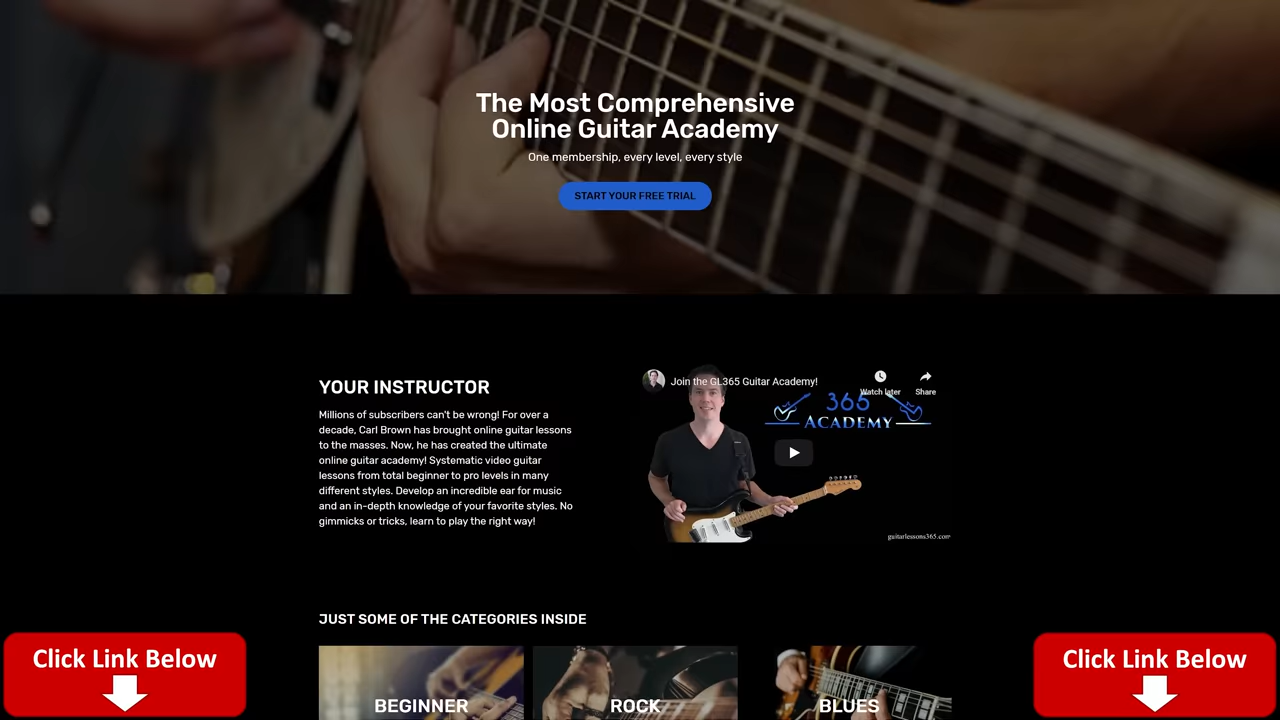 The Most Comprehensive
Online Guitar Academy
One membership, every level, every style
START YOUR FREE TRIAL
YOUR INSTRUCTOR
Millions of subscribers can't be wrong! For over a
decade, Carl Brown has brought online guitar lessons
to the masses. Now, he has created the ultimate
online guitar academy! Systematic video guitar
lessons from total beginner to pro levels in many
different styles. Develop an incredible ear for music
and an in-depth knowledge of your favorite styles. No
gimmicks or tricks, learn to play the right way!
Join the GL365 Guitar Academy!
Watch later
Share
365
ACADEMY
guitarlessons365.com
JUST SOME OF THE CATEGORIES INSIDE
BEGINNER
ROCK
BLUES
Click Link Below
Click Link Below